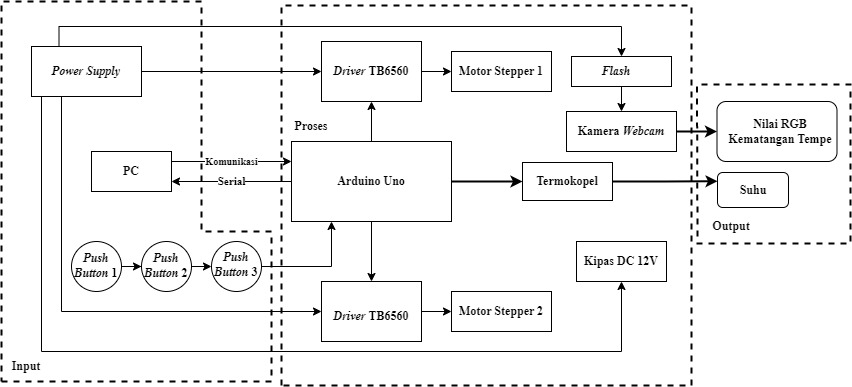 Power Supply
Driver TB6560
Motor Stepper 1
Flash
Proses
Kamera Webcam
Nilai RGB
Kematangan Tempe
PC
Komunikasi
Serial
Arduino Uno
Termokopel
Suhu
Output
Push
Button 1
Push
Button 2
Push
Button 3
Kipas DC 12V
Driver TB6560
Motor Stepper 2
Input